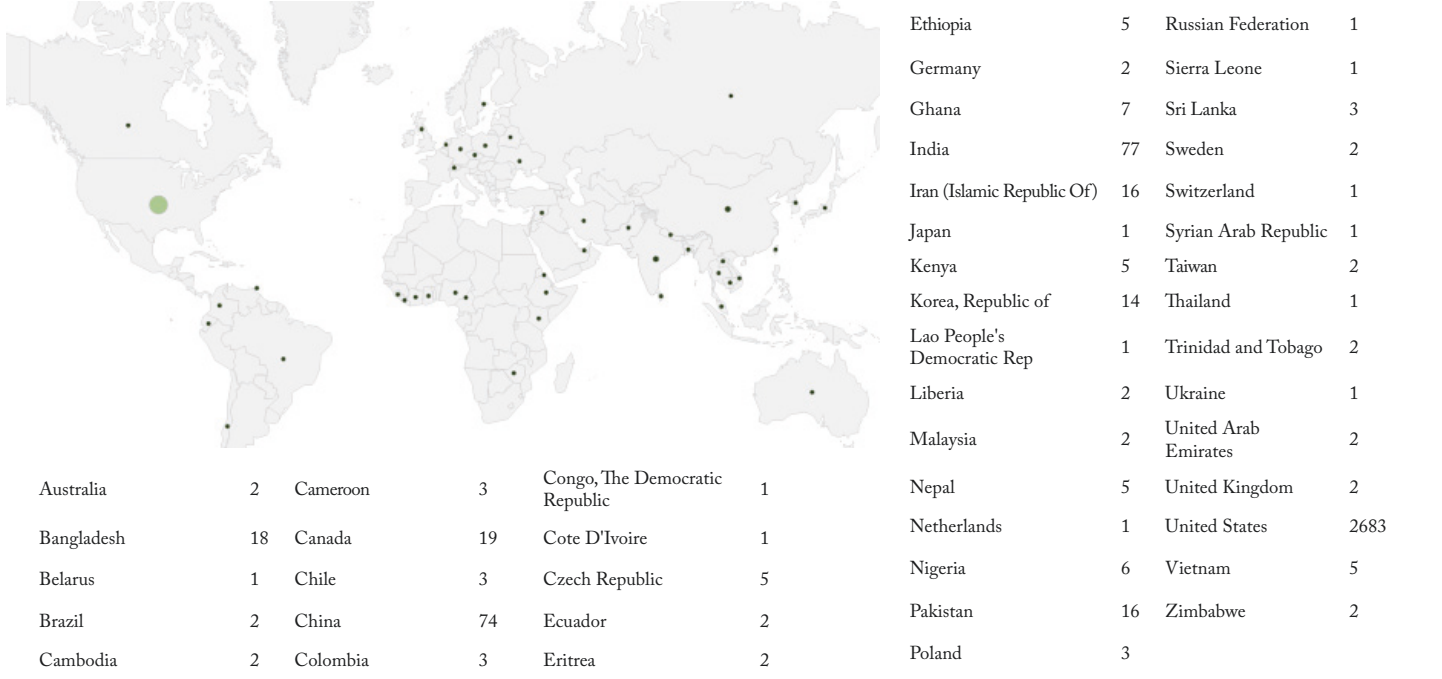 Australia 2 Cameroon 3 Congo, The Democratic
Republic 1
Bangladesh 18 Canada 19 Cote D'Ivoire 1
Belarus 1 Chile 3 Czech Republic 5
Brazil 2 China 74 Ecuador 2
Cambodia 2 Colombia 3 Eritrea 2
Ethiopia 5 Russian Federation 1
Germany 2 Sierra Leone 1
Ghana 7 Sri Lanka 3
India 77 Sweden 2
Iran (Islamic Republic Of) 16 Switzerland 1
Japan 1 Syrian Arab Republic 1
Kenya 5 Taiwan 2
Korea, Republic of 14 Thailand 1
Lao People's
Democratic Rep 1 Trinidad and Tobago 2
Liberia 2 Ukraine 1
Malaysia 2 United Arab
Emirates 2
Nepal 5 United Kingdom 2
Netherlands 1 United States 2683
Nigeria 6 Vietnam 5
Pakistan 16 Zimbabwe 2
Poland 3